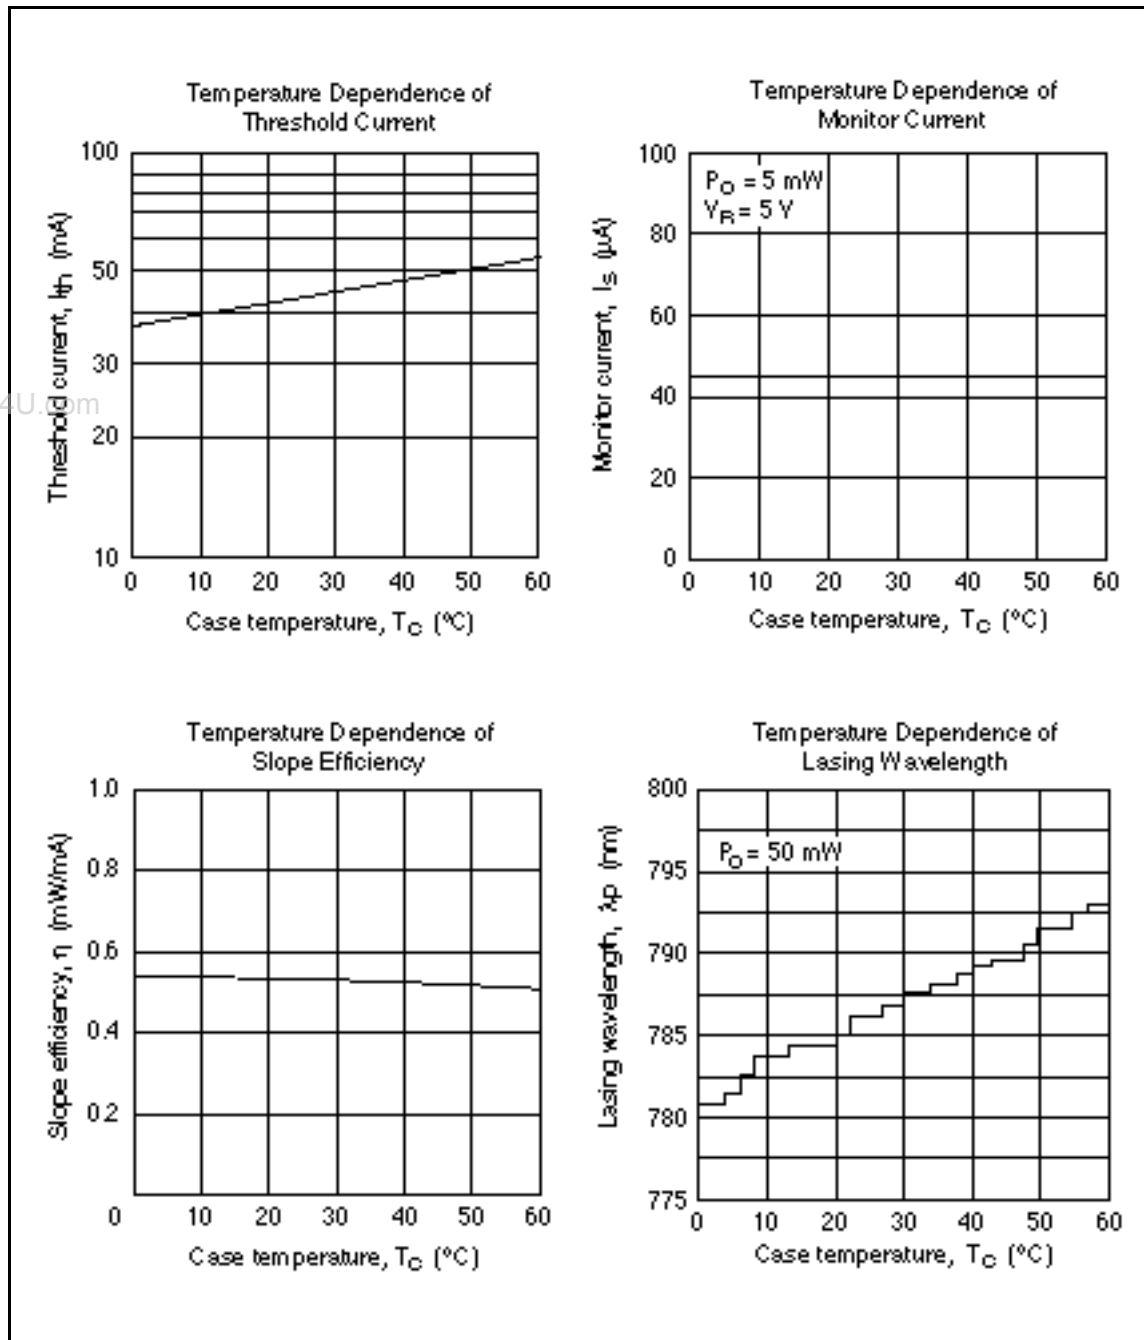 Temperature Dependence of
Threshold Current
100
50
30
20
10
0 10 20 30 40 50 60
Threshold current, Ith (mA)
Case temperature, TC (°C)
Temperature Dependence of
Monitor Current
PO = 5 mW
VR = 5 V
100
80
60
40
20
0
0 10 20 30 40 50 60
Monitor current, IS (µA)
Case temperature, TC (°C)
4U.com
Temperature Dependence of
Slope Efficiency
1.0
0.8
0.6
0.4
0.2
0 10 20 30 40 50 60
Slope efficiency, η (mW/mA)
Case temperature, TC (°C)
Temperature Dependence of
Lasing Wavelength
PO = 50 mW
800
795
790
785
780
775
0 10 20 30 40 50 60
Lasing wavelength, λp (nm)
Case temperature, TC (°C)